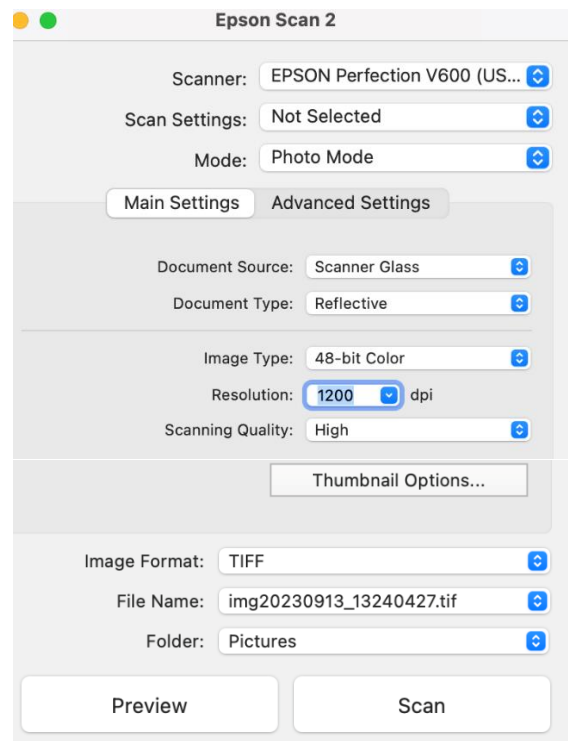 Epson Scan 2
Scanner: EPSON Perfection V600 (US...
Scan Settings: Not Selected
Mode: Photo Mode
Main Settings Advanced Settings
Document Source: Scanner Glass
Document Type: Reflective
Image Type: 48-bit Color
Resolution: 1200 dpi
Scanning Quality: High
Thumbnail Options...
Image Format: TIFF
File Name: img20230913_13240427.tif
Folder: Pictures
Preview Scan